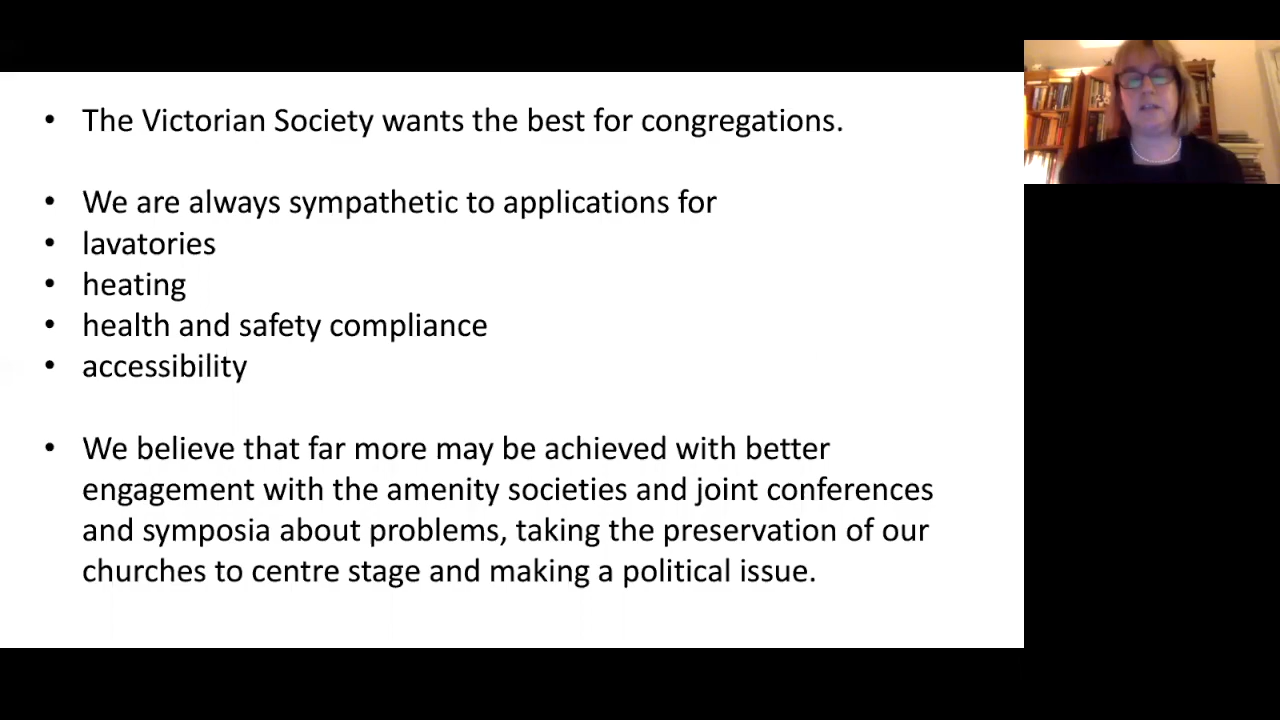 • The Victorian Society wants the best for congregations.
• We are always sympathetic to applications for
• lavatories
• heating
• health and safety compliance
• accessibility
• We believe that far more may be achieved with better
engagement with the amenity societies and joint conferences
and symposia about problems, taking the preservation of our
churches to centre stage and making a political issue.